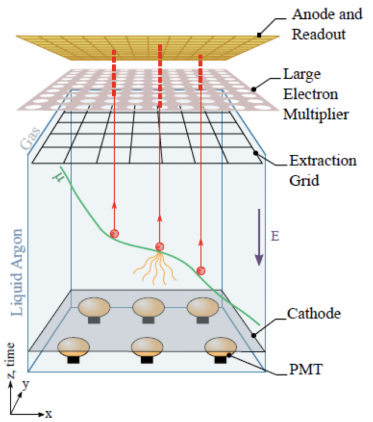 Anode and
Readout
Large
Electron
Multiplier
Gas
Extraction
Grid
μ
e
e
e
E
Liquid Argon
Cathode
PMT
z, time
y
x